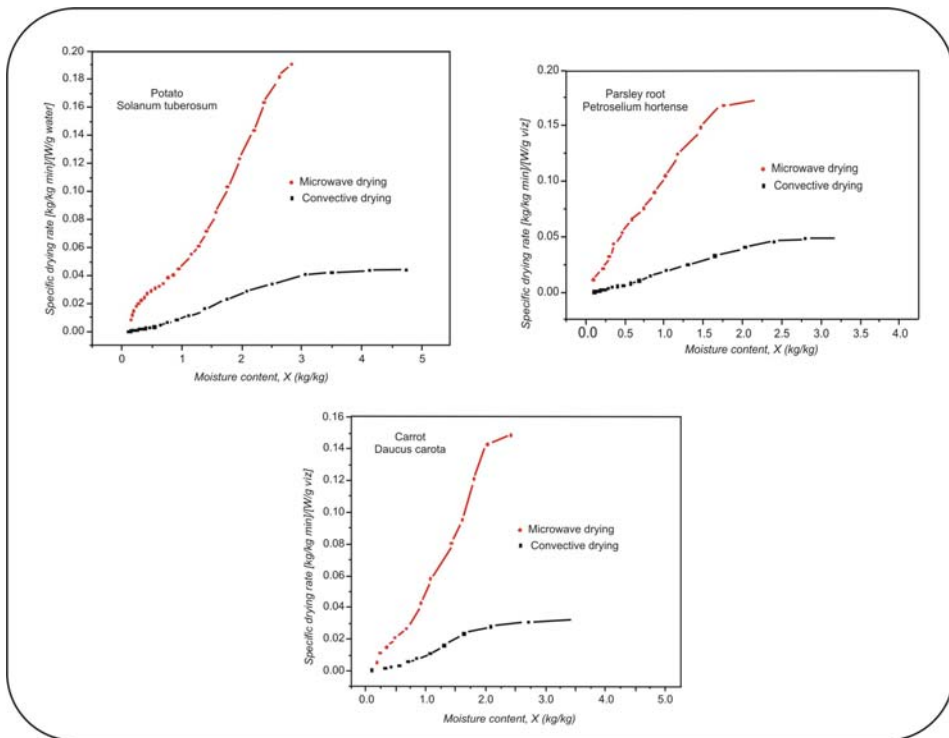 Potato
Solanum tuberosum
Microwave drying
Convective drying
Specific drying rate [kg/kg min]/[W/g water]
0.20
0.18
0.16
0.14
0.12
0.10
0.08
0.06
0.04
0.02
0.00
0
1
2
3
4
5
Moisture content, X (kg/kg)
Parsley root
Petroselium hortense
Microwave drying
Convective drying
Specific drying rate [kg/kg min]/[W/g viz]
0.20
0.15
0.10
0.05
0.00
0.0
0.5
1.0
1.5
2.0
2.5
3.0
3.5
4.0
Moisture content, X (kg/kg)
Carrot
Daucus carota
Microwave drying
Convective drying
Specific drying rate [kg/kg min]/[W/g viz]
0.16
0.14
0.12
0.10
0.08
0.06
0.04
0.02
0.00
0.0
1.0
2.0
3.0
4.0
5.0
Moisture content, X (kg/kg)